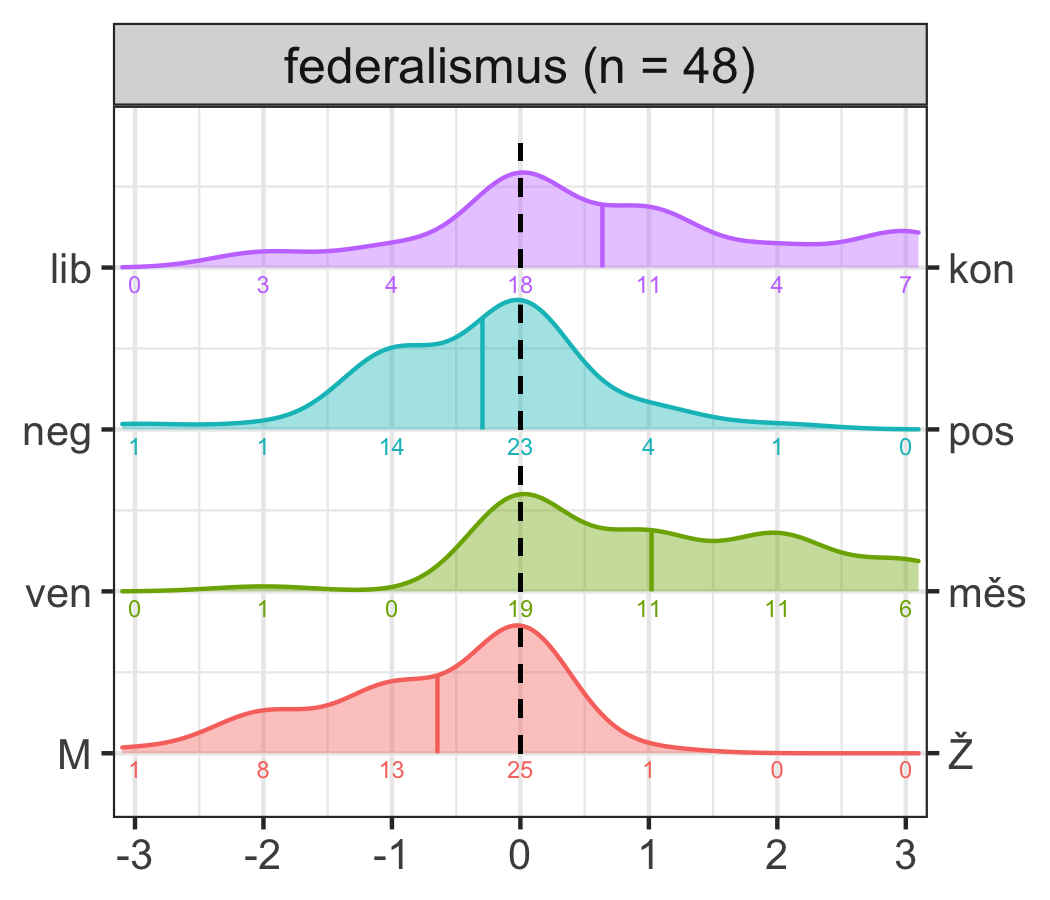 federalismus (n = 48)
lib kon
0 3 4 18 11 4 7
neg pos
1 1 14 23 4 1 0
ven měs
0 1 0 19 11 11 6
M Ž
1 8 13 25 1 0 0
-3 -2 -1 0 1 2 3